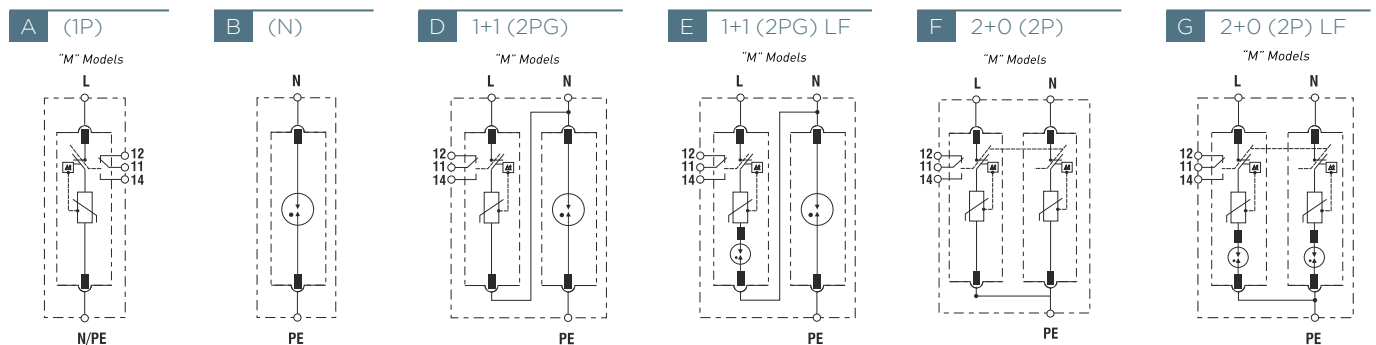 A (1P)
"M" Models
L
12
11
14
N/PE
B (N)
N
PE
D 1+1 (2PG)
"M" Models
L N
12
11
14
PE
E 1+1 (2PG) LF
"M" Models
L N
12
11
14
PE
F 2+0 (2P)
"M" Models
L N
12
11
14
PE
G 2+0 (2P) LF
"M" Models
L N
12
11
14
PE